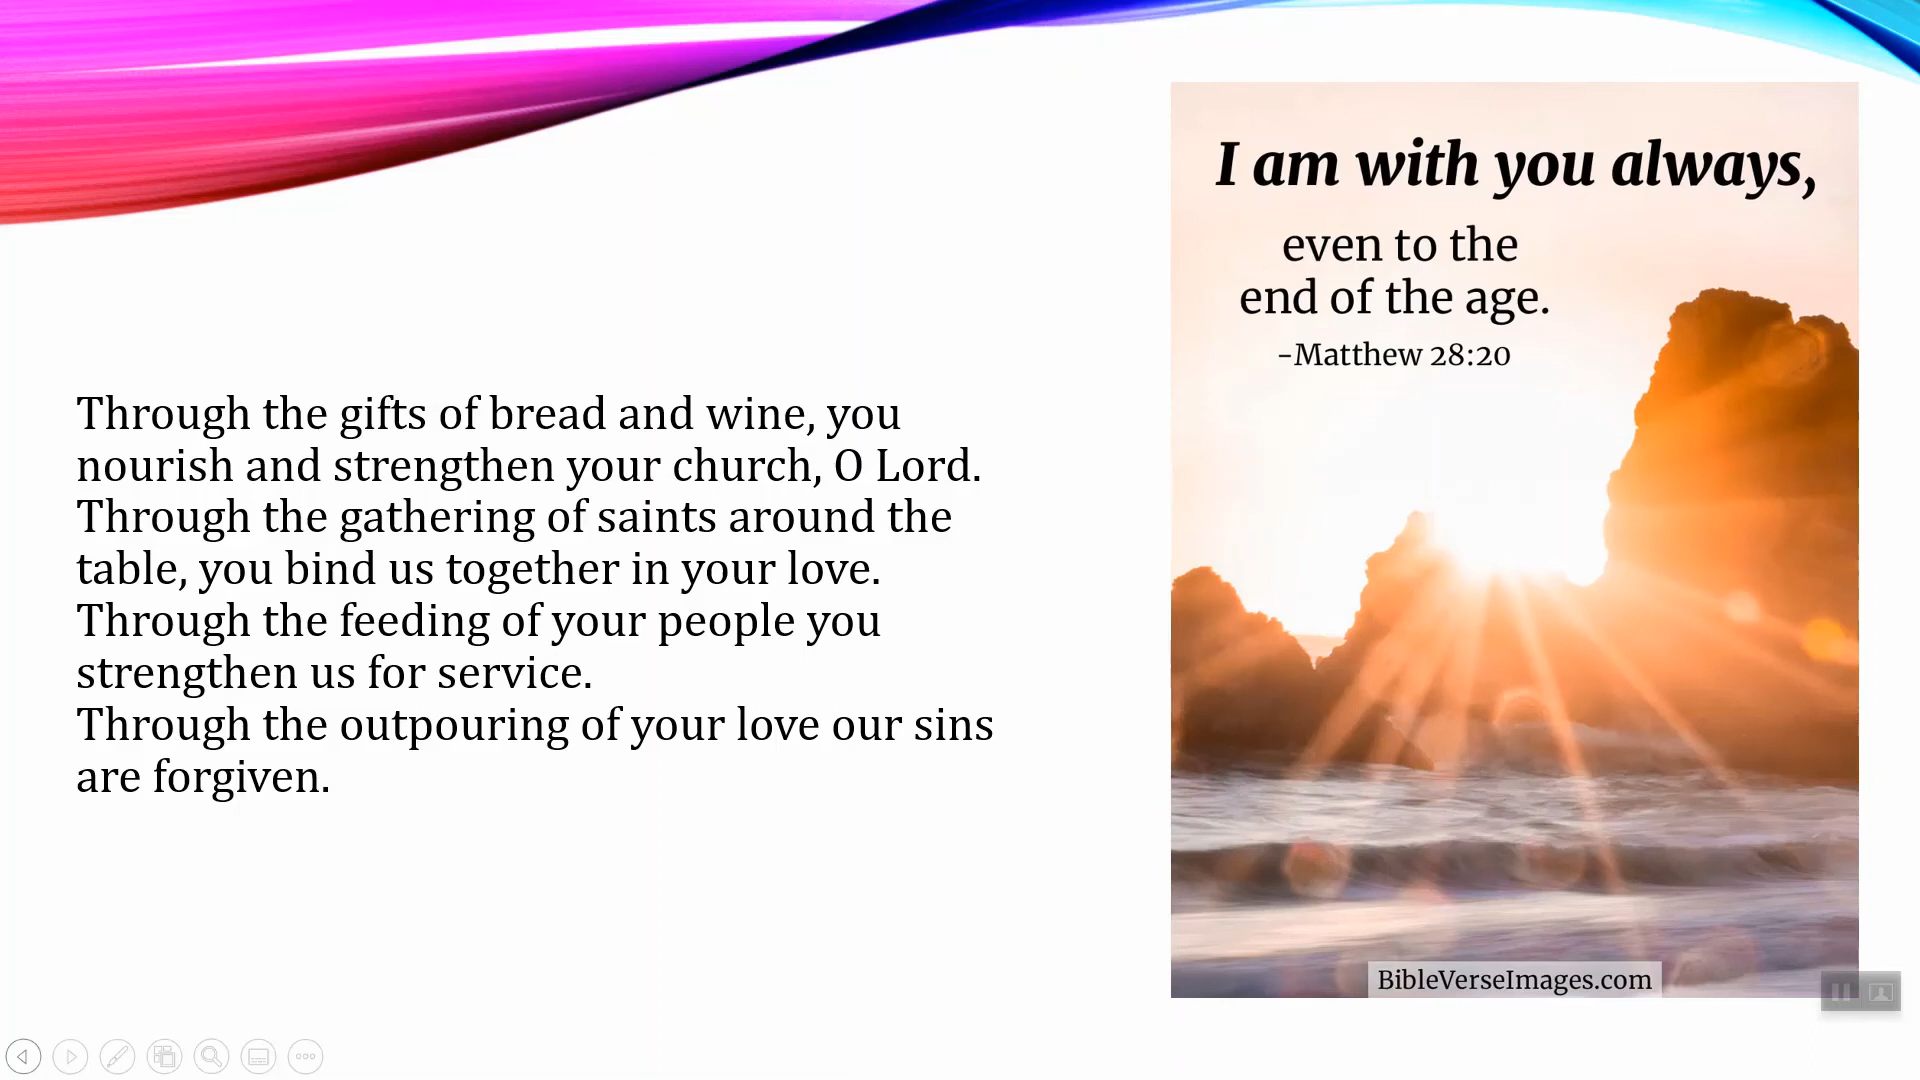 Through the gifts of bread and wine, you
nourish and strengthen your church, O Lord.
Through the gathering of saints around the
table, you bind us together in your love.
Through the feeding of your people you
strengthen us for service.
Through the outpouring of your love our sins
are forgiven.
I am with you always,
even to the
end of the age.
-Matthew 28:20
BibleVerseImages.com